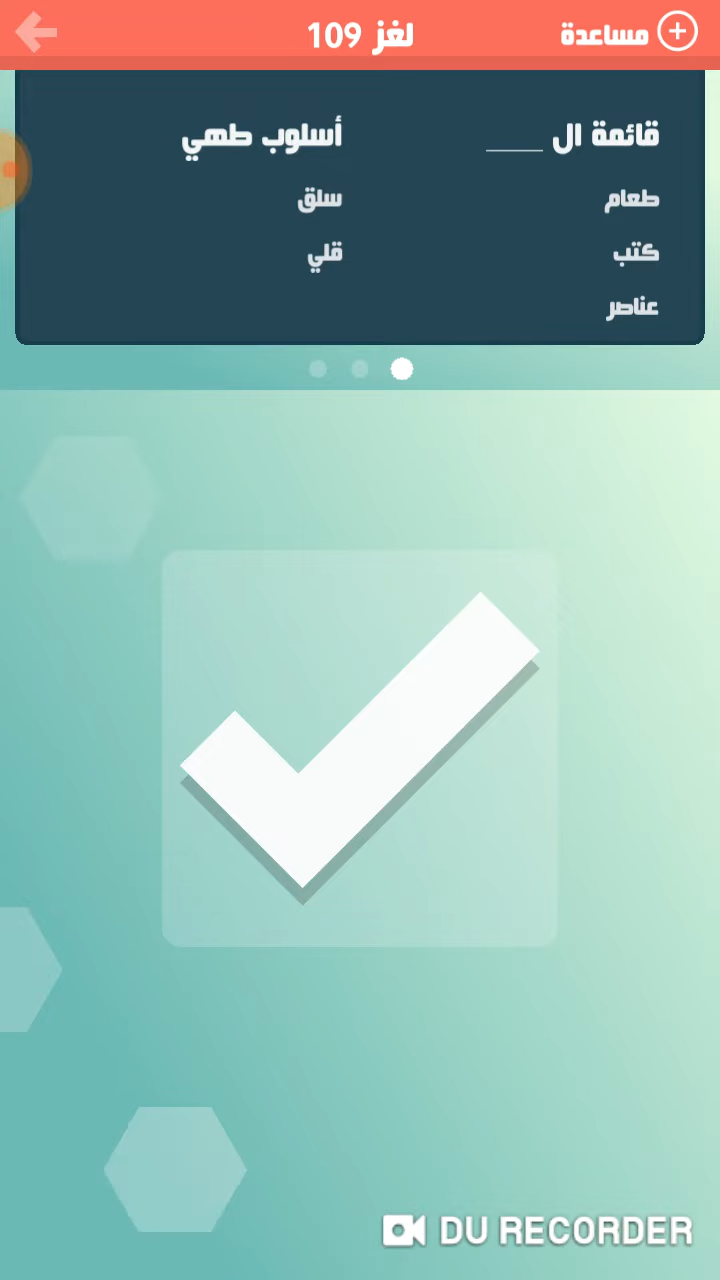 مساعدة
لغز 109
قائمة ال ____
طعام
كتب
عناصر
أسلوب طهي
سلق
قلي
DU RECORDER